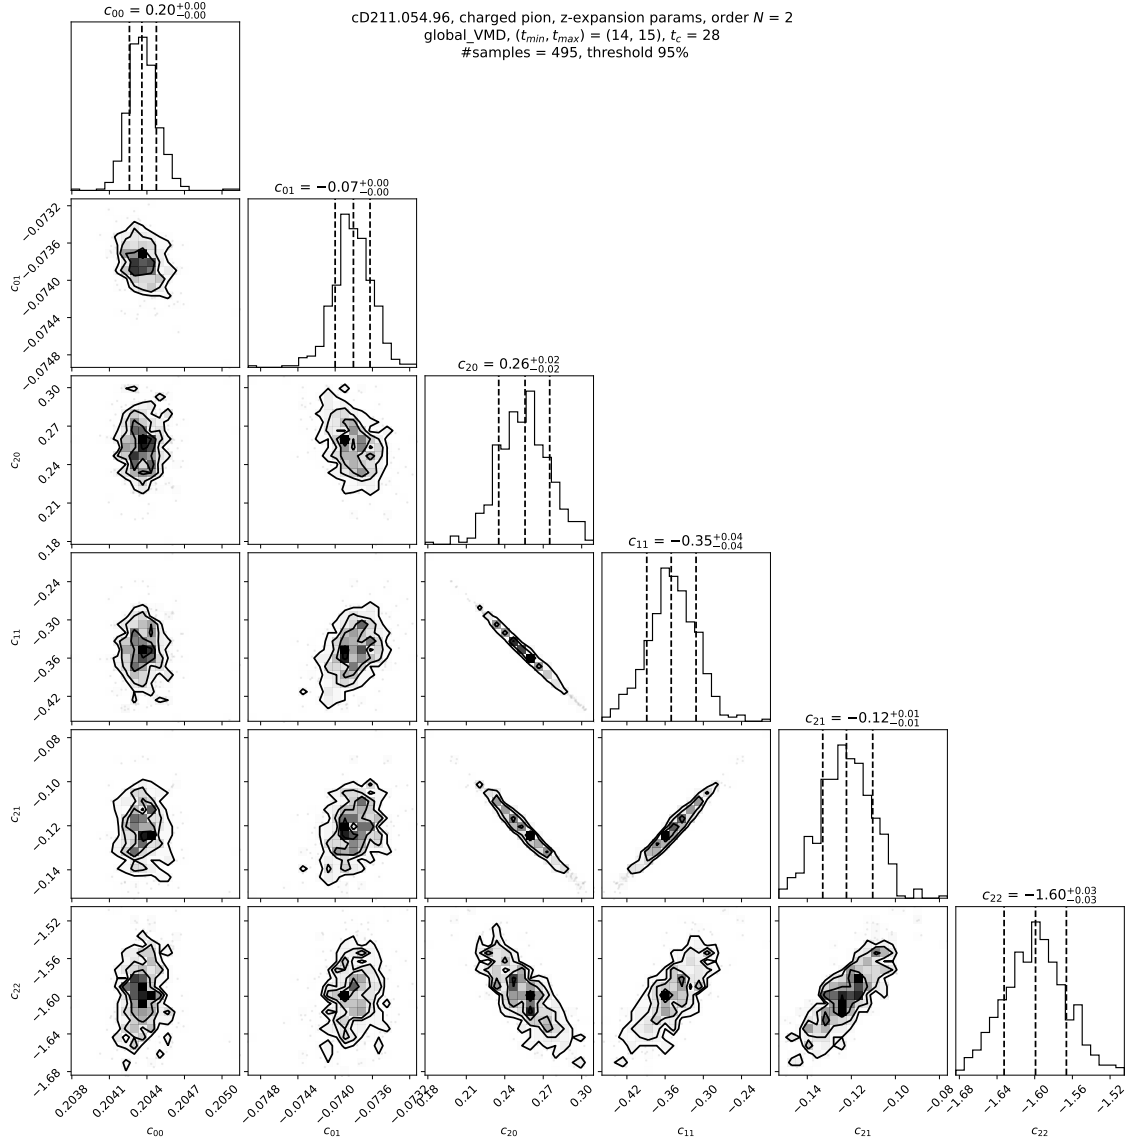 cD211.054.96, charged pion, z-expansion params, order N = 2
global_VMD, (t_min, t_max) = (14, 15), t_c = 28
#samples = 495, threshold 95%
c_00 = 0.20^{+0.00}_{−0.00}
c_01 = −0.07^{+0.00}_{−0.00}
−0.0732
−0.0736
−0.0740
−0.0744
−0.0748
c_01
c_20 = 0.26^{+0.02}_{−0.02}
0.30
0.27
0.24
0.21
0.18
c_20
c_11 = −0.35^{+0.04}_{−0.04}
−0.24
−0.30
−0.36
−0.42
c_11
c_21 = −0.12^{+0.01}_{−0.01}
−0.08
−0.10
−0.12
−0.14
c_21
c_22 = −1.60^{+0.03}_{−0.03}
−1.52
−1.56
−1.60
−1.64
−1.68
c_22
0.2038 0.2041 0.2044 0.2047 0.2050
−0.0748 −0.0744 −0.0740 −0.0736 −0.0732
0.18 0.21 0.24 0.27 0.30
−0.42 −0.36 −0.30 −0.24
−0.14 −0.12 −0.10 −0.08
−1.68 −1.64 −1.60 −1.56 −1.52
c_00 c_01 c_20 c_11 c_21 c_22